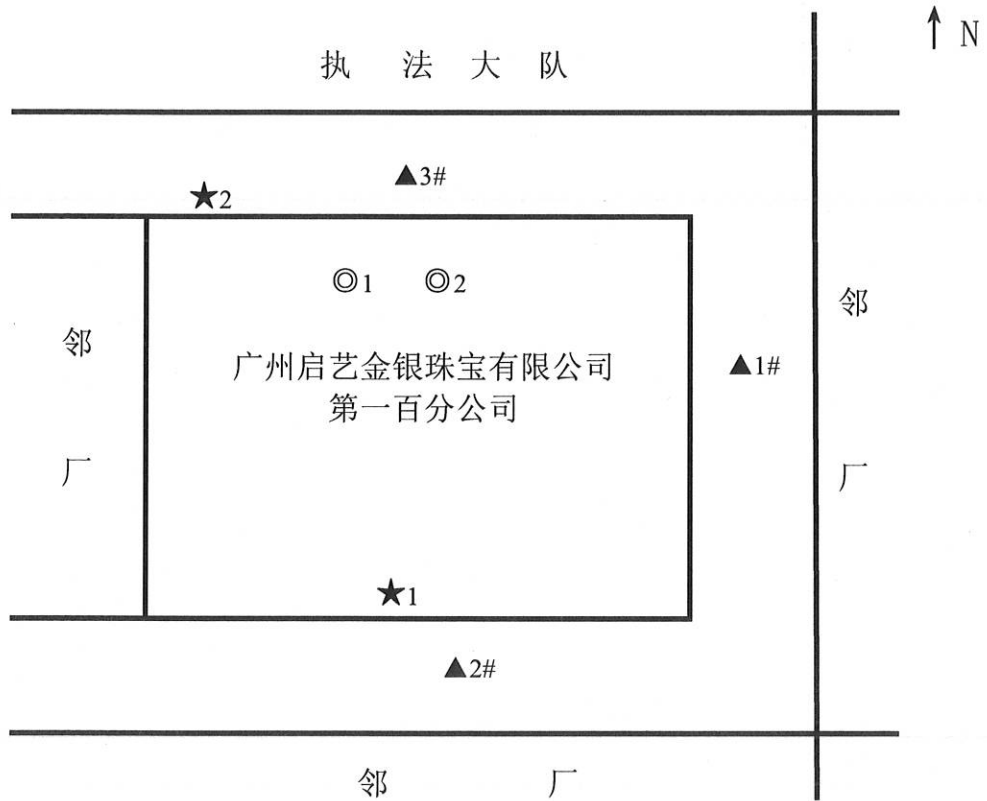 N
执法大队
▲3#
★2
◎1 ◎2
邻厂
广州启艺金银珠宝有限公司
第一百分公司
▲1#
邻厂
★1
▲2#
邻厂